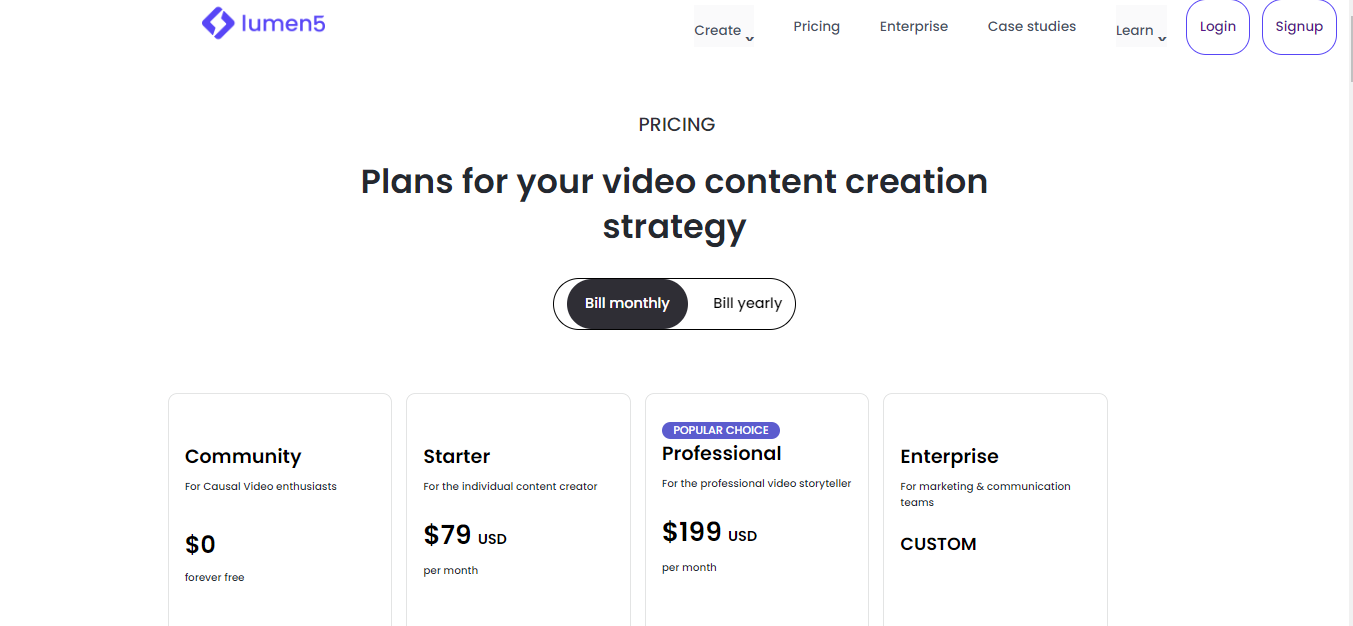 lumen5
Create
Pricing
Enterprise
Case studies
Learn
Login
Signup
PRICING
Plans for your video content creation
strategy
Bill monthly
Bill yearly
Community
For Causal Video enthusiasts
$0
forever free
Starter
For the individual content creator
$79 USD
per month
POPULAR CHOICE
Professional
For the professional video storyteller
$199 USD
per month
Enterprise
For marketing & communication
teams
CUSTOM